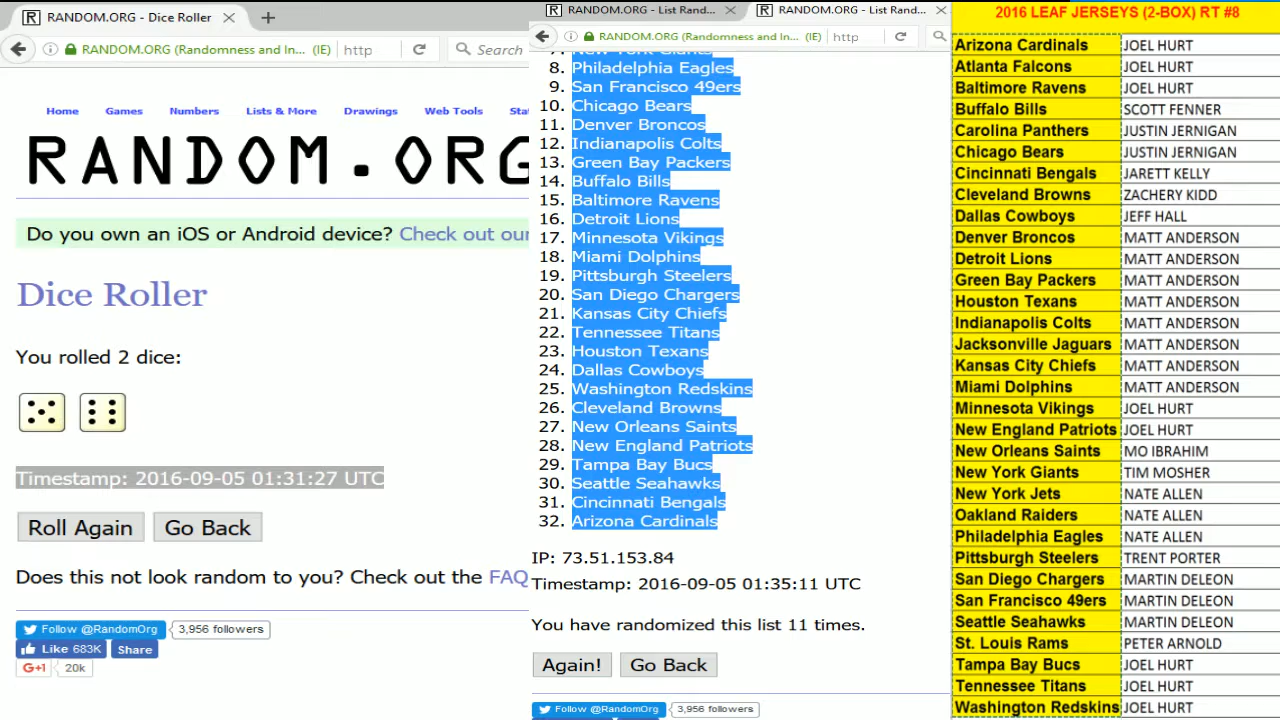 RANDOM.ORG - Dice Roller
RANDOM.ORG (Randomness and In... (IE) http
Search
Home Games Numbers Lists & More Drawings Web Tools Stat
RANDOM.ORG
Do you own an iOS or Android device? Check out our
Dice Roller
You rolled 2 dice:
Timestamp: 2016-09-05 01:31:27 UTC
Roll Again Go Back
Does this not look random to you? Check out the FAQ
Follow @RandomOrg 3,956 followers
Like 683K Share
G+1 20k
RANDOM.ORG - List Rand...
RANDOM.ORG - List Rand...
RANDOM.ORG (Randomness and In... (IE) http
7. New York Giants
8. Philadelphia Eagles
9. San Francisco 49ers
10. Chicago Bears
11. Denver Broncos
12. Indianapolis Colts
13. Green Bay Packers
14. Buffalo Bills
15. Baltimore Ravens
16. Detroit Lions
17. Minnesota Vikings
18. Miami Dolphins
19. Pittsburgh Steelers
20. San Diego Chargers
21. Kansas City Chiefs
22. Tennessee Titans
23. Houston Texans
24. Dallas Cowboys
25. Washington Redskins
26. Cleveland Browns
27. New Orleans Saints
28. New England Patriots
29. Tampa Bay Bucs
30. Seattle Seahawks
31. Cincinnati Bengals
32. Arizona Cardinals
IP: 73.51.153.84
Timestamp: 2016-09-05 01:35:11 UTC
You have randomized this list 11 times.
Again! Go Back
Follow @RandomOrg 3,956 followers
2016 LEAF JERSEYS (2-BOX) RT #8
Arizona Cardinals JOEL HURT
Atlanta Falcons JOEL HURT
Baltimore Ravens JOEL HURT
Buffalo Bills SCOTT FENNER
Carolina Panthers JUSTIN JERNIGAN
Chicago Bears JUSTIN JERNIGAN
Cincinnati Bengals JARETT KELLY
Cleveland Browns ZACHERY KIDD
Dallas Cowboys JEFF HALL
Denver Broncos MATT ANDERSON
Detroit Lions MATT ANDERSON
Green Bay Packers MATT ANDERSON
Houston Texans MATT ANDERSON
Indianapolis Colts MATT ANDERSON
Jacksonville Jaguars MATT ANDERSON
Kansas City Chiefs MATT ANDERSON
Miami Dolphins MATT ANDERSON
Minnesota Vikings JOEL HURT
New England Patriots JOEL HURT
New Orleans Saints MO IBRAHIM
New York Giants TIM MOSHER
New York Jets NATE ALLEN
Oakland Raiders NATE ALLEN
Philadelphia Eagles NATE ALLEN
Pittsburgh Steelers TRENT PORTER
San Diego Chargers MARTIN DELEON
San Francisco 49ers MARTIN DELEON
Seattle Seahawks MARTIN DELEON
St. Louis Rams PETER ARNOLD
Tampa Bay Bucs JOEL HURT
Tennessee Titans JOEL HURT
Washington Redskins JOEL HURT